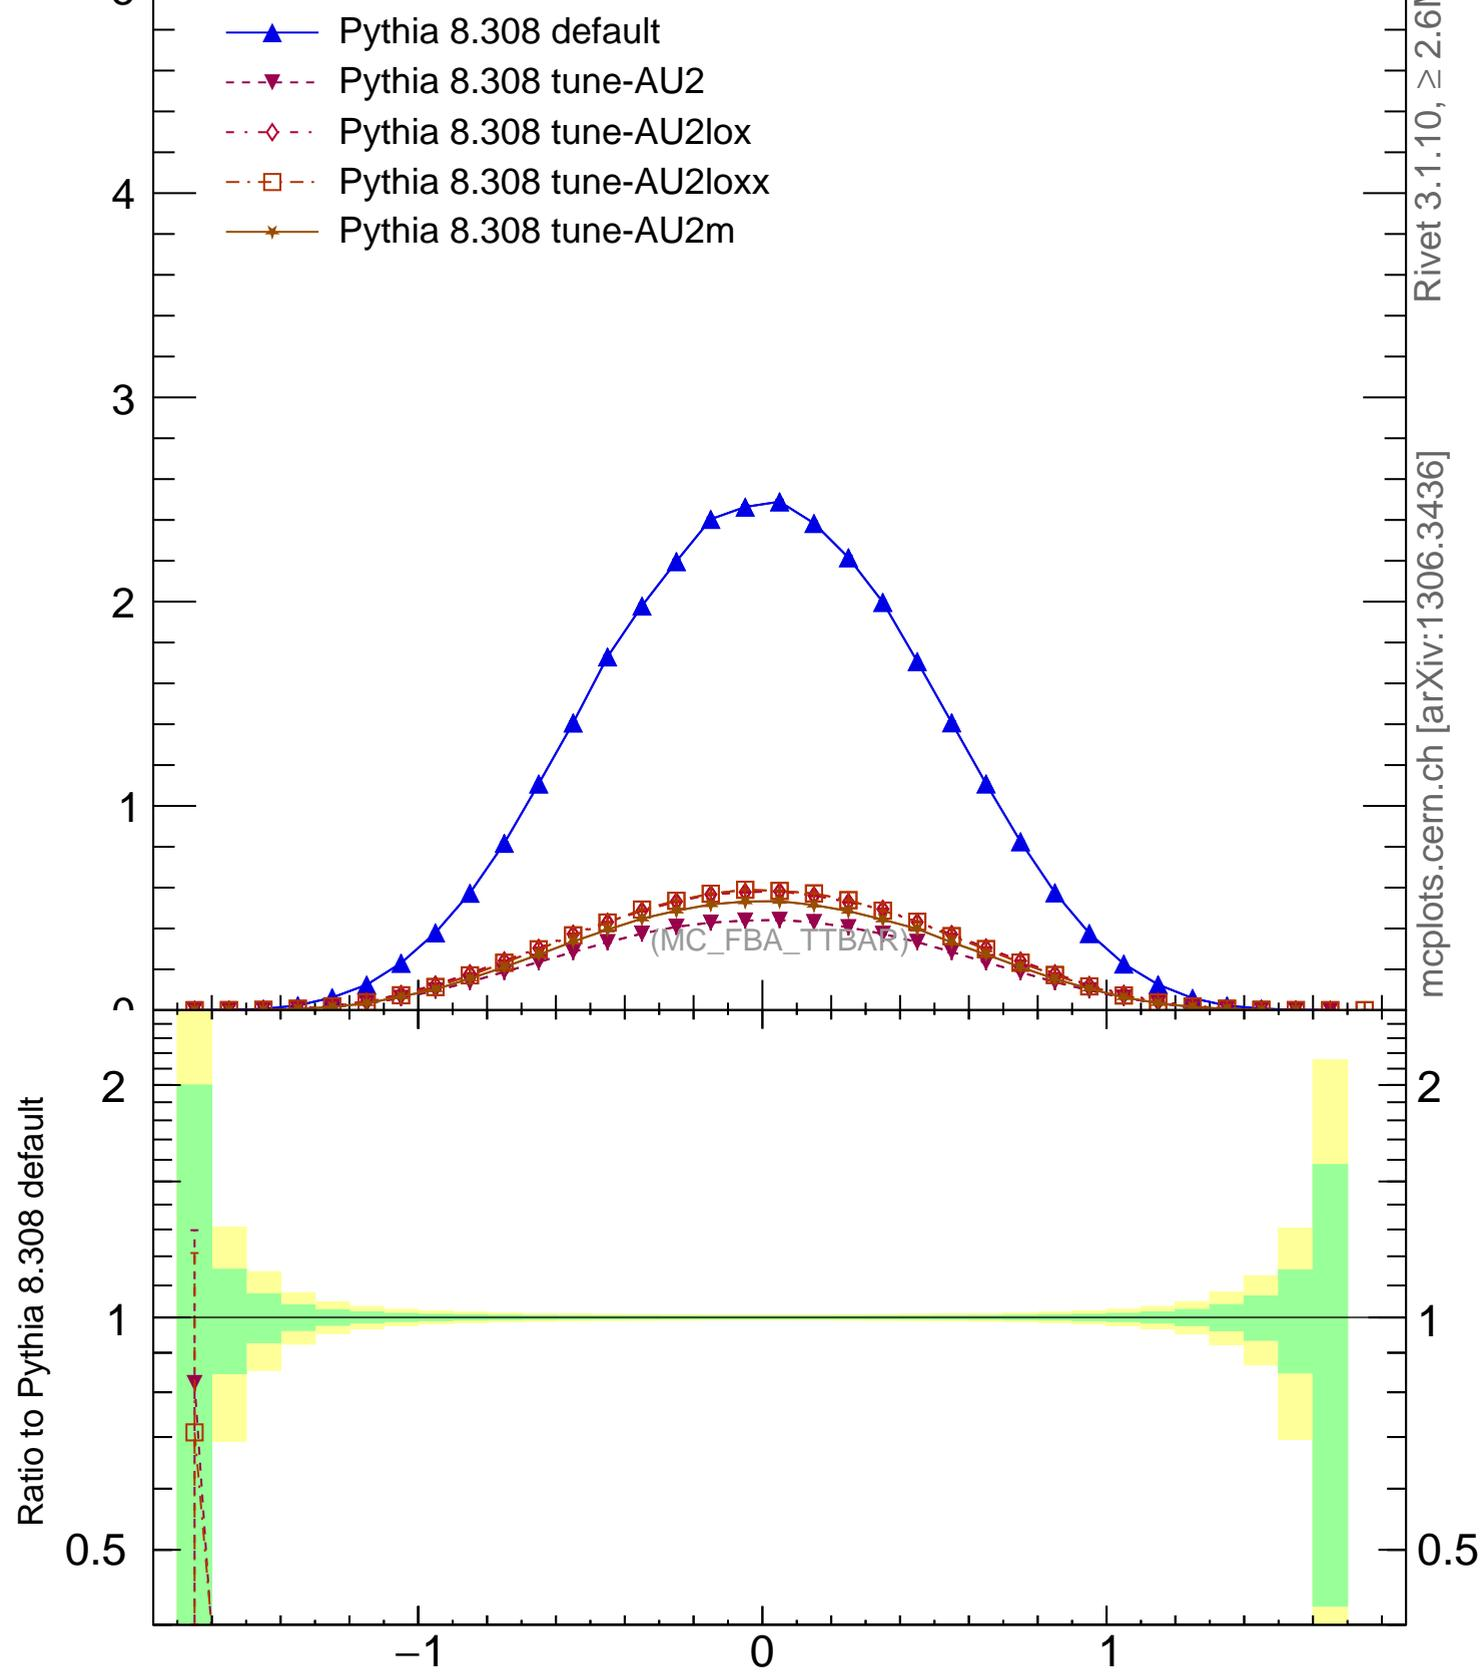 Pythia 8.308 default
Pythia 8.308 tune-AU2
Pythia 8.308 tune-AU2lox
Pythia 8.308 tune-AU2loxx
Pythia 8.308 tune-AU2m
4
3
2
1
0
(MC_FBA_TTBAR)
Rivet 3.1.10, ≥ 2.6
mcplots.cern.ch [arXiv:1306.3436]
Ratio to Pythia 8.308 default
2
1
0.5
2
1
0.5
−1
0
1